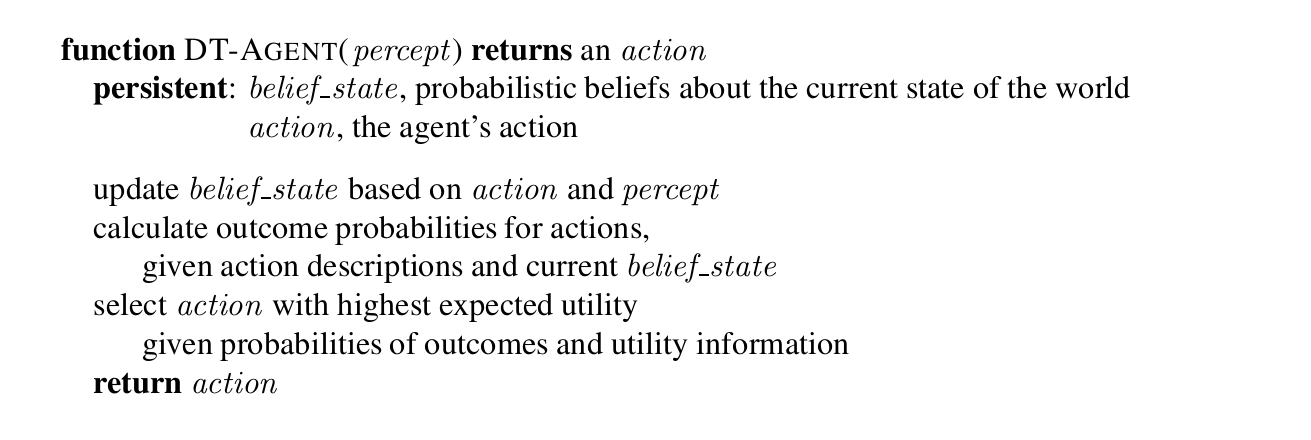 function DT-AGENT(percept) returns an action
persistent: belief_state, probabilistic beliefs about the current state of the world
action, the agent’s action
update belief_state based on action and percept
calculate outcome probabilities for actions,
given action descriptions and current belief_state
select action with highest expected utility
given probabilities of outcomes and utility information
return action